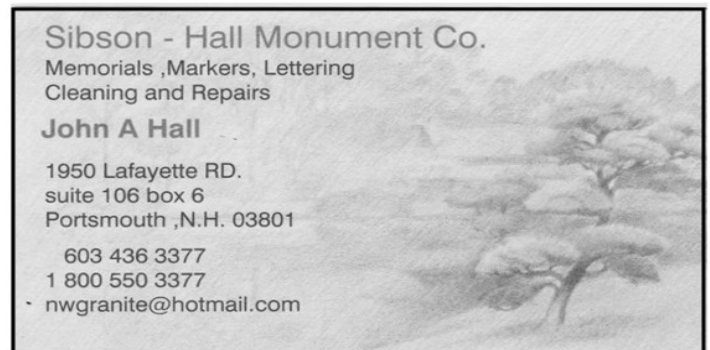 Sibson - Hall Monument Co.
Memorials ,Markers, Lettering
Cleaning and Repairs
John A Hall
1950 Lafayette RD.
suite 106 box 6
Portsmouth ,N.H. 03801
603 436 3377
1 800 550 3377
nwgranite@hotmail.com